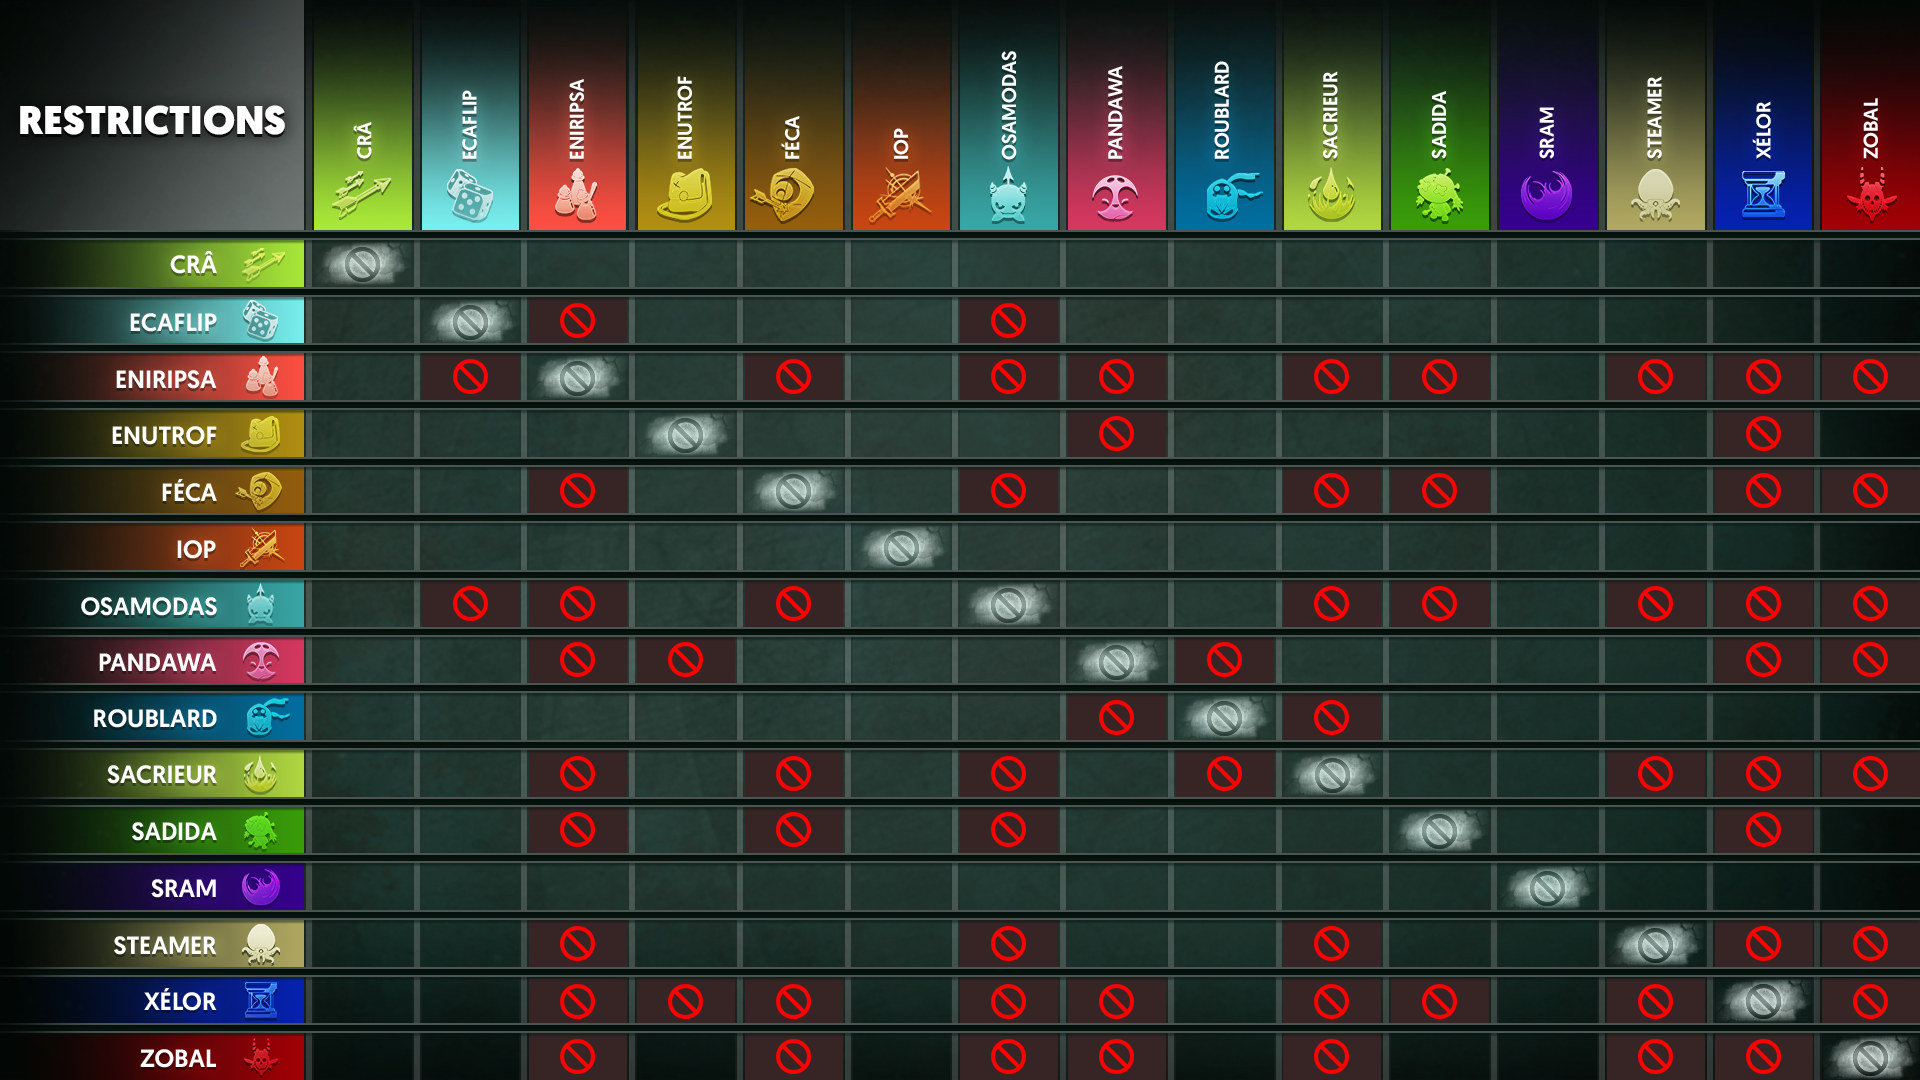 RESTRICTIONS
CRÂ
ECAFLIP
ENIRIPSA
ENUTROF
FÉCA
IOP
OSAMODAS
PANDAWA
ROUBLARD
SACRIEUR
SADIDA
SRAM
STEAMER
XÉLOR
ZOBAL
CRÂ
ECAFLIP
ENIRIPSA
ENUTROF
FÉCA
IOP
OSAMODAS
PANDAWA
ROUBLARD
SACRIEUR
SADIDA
SRAM
STEAMER
XÉLOR
ZOBAL